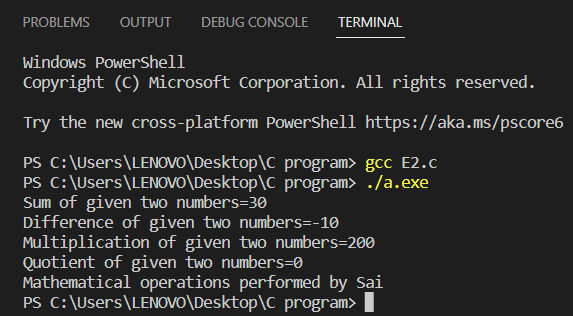 PROBLEMS OUTPUT DEBUG CONSOLE TERMINAL
Windows PowerShell
Copyright (C) Microsoft Corporation. All rights reserved.
Try the new cross-platform PowerShell https://aka.ms/pscore6
PS C:\Users\LENOVO\Desktop\C program> gcc E2.c
PS C:\Users\LENOVO\Desktop\C program> ./a.exe
Sum of given two numbers=30
Difference of given two numbers=-10
Multiplication of given two numbers=200
Quotient of given two numbers=0
Mathematical operations performed by Sai
PS C:\Users\LENOVO\Desktop\C program>